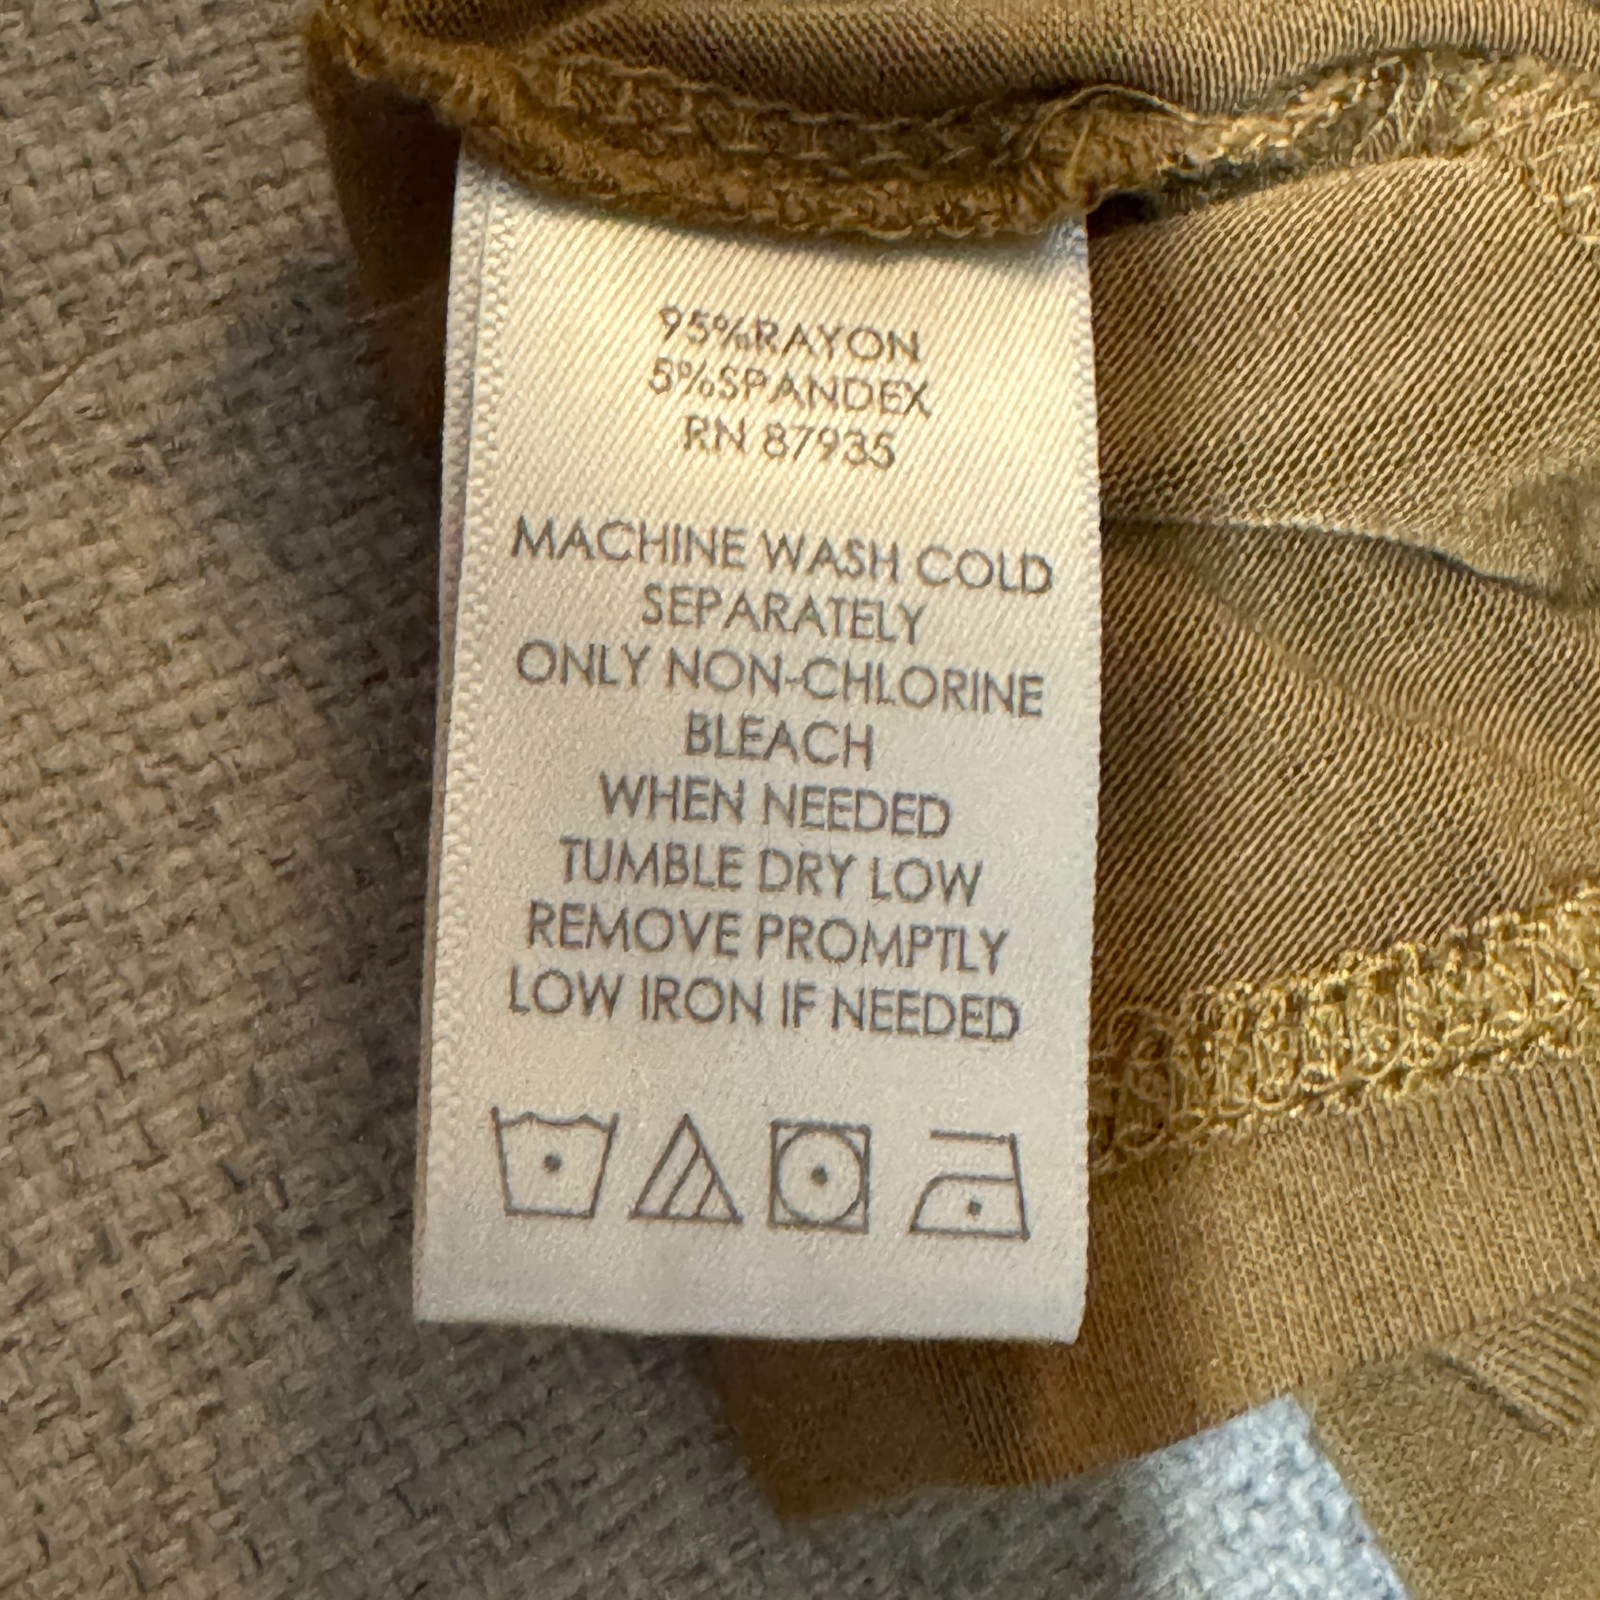 95%RAYON
5%SPANDEX
RN 87935
MACHINE WASH COLD
SEPARATELY
ONLY NON-CHLORINE
BLEACH
WHEN NEEDED
TUMBLE DRY LOW
REMOVE PROMPTLY
LOW IRON IF NEEDED